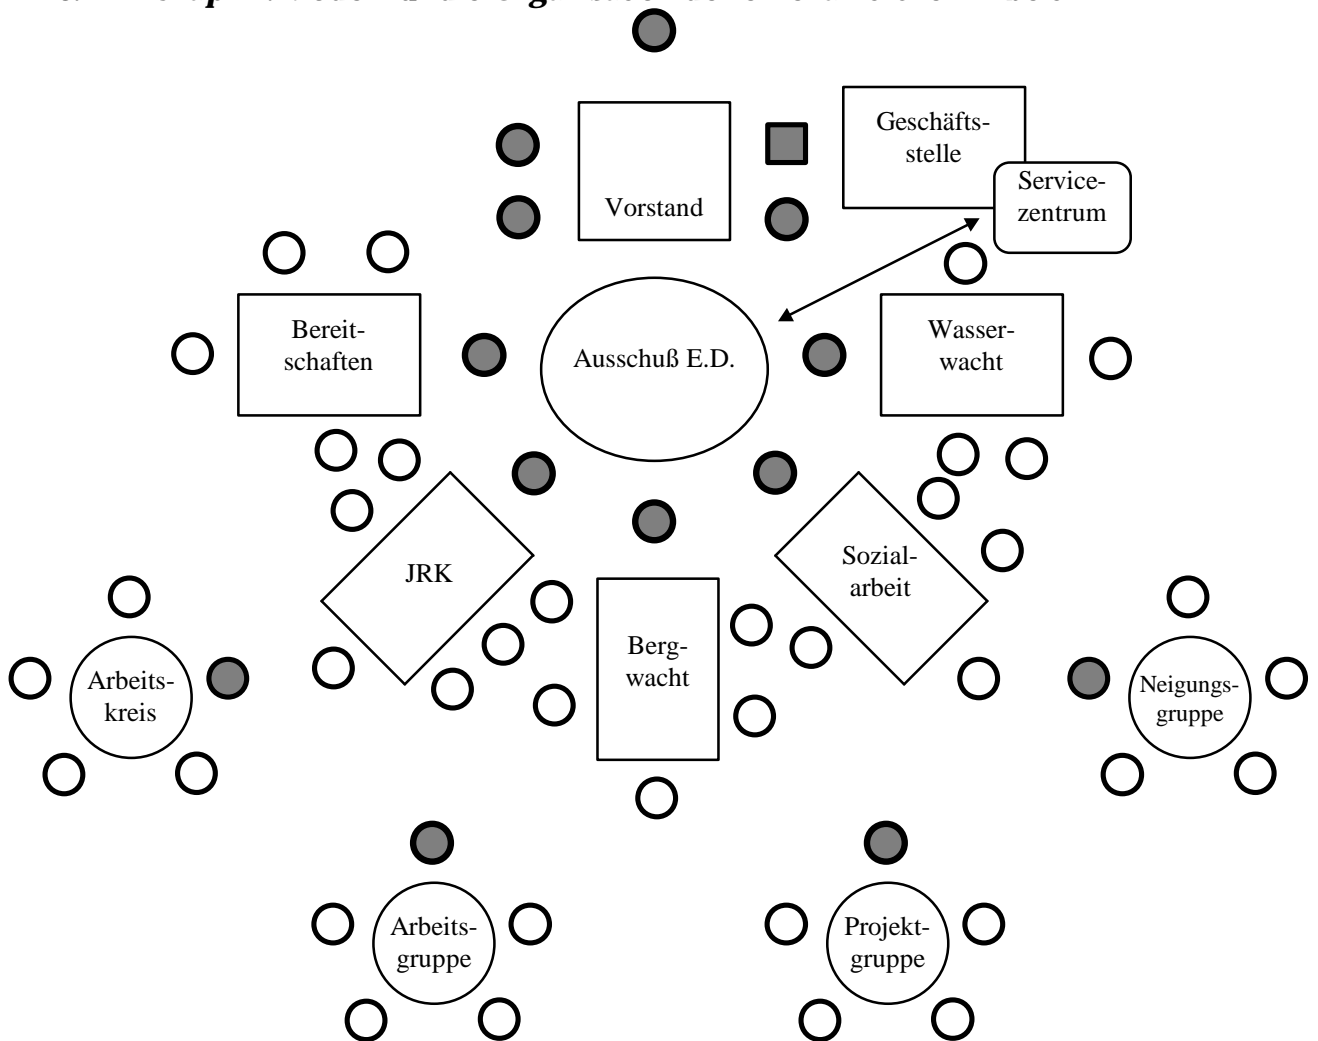 Geschäfts-
stelle
Service-
zentrum
Vorstand
Bereit-
schaften
Ausschuß E.D.
Wasser-
wacht
JRK
Sozial-
arbeit
Berg-
wacht
Arbeits-
kreis
Neigungs-
gruppe
Arbeits-
gruppe
Projekt-
gruppe